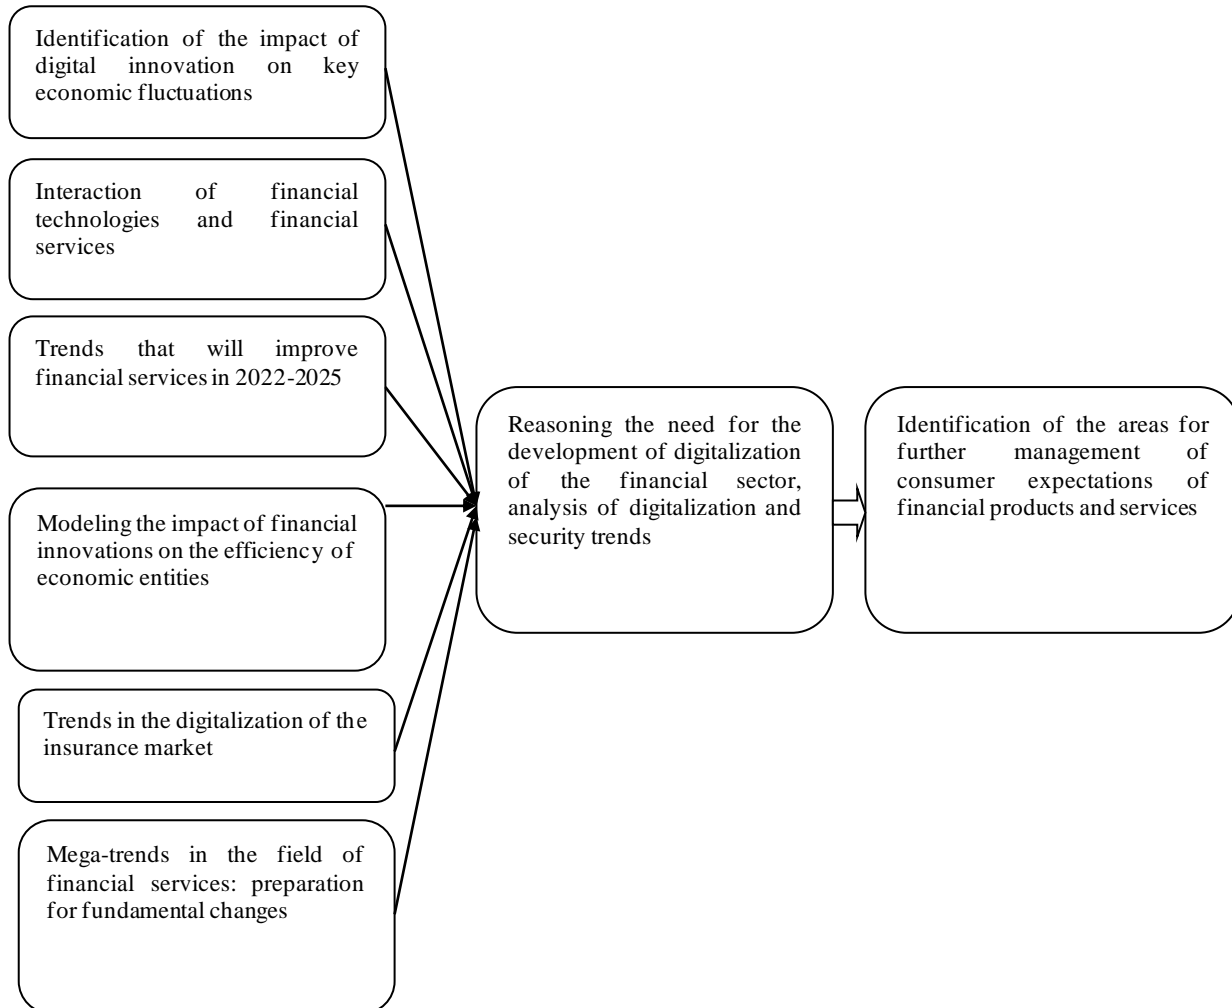 Identification of the impact of
digital innovation on key
economic fluctuations
Interaction of financial
technologies and financial
services
Trends that will improve
financial services in 2022-2025
Modeling the impact of financial
innovations on the efficiency of
economic entities
Trends in the digitalization of the
insurance market
Mega-trends in the field of
financial services: preparation
for fundamental changes
Reasoning the need for the
development of digitalization
of the financial sector,
analysis of digitalization and
security trends
Identification of the areas for
further management of
consumer expectations of
financial products and services